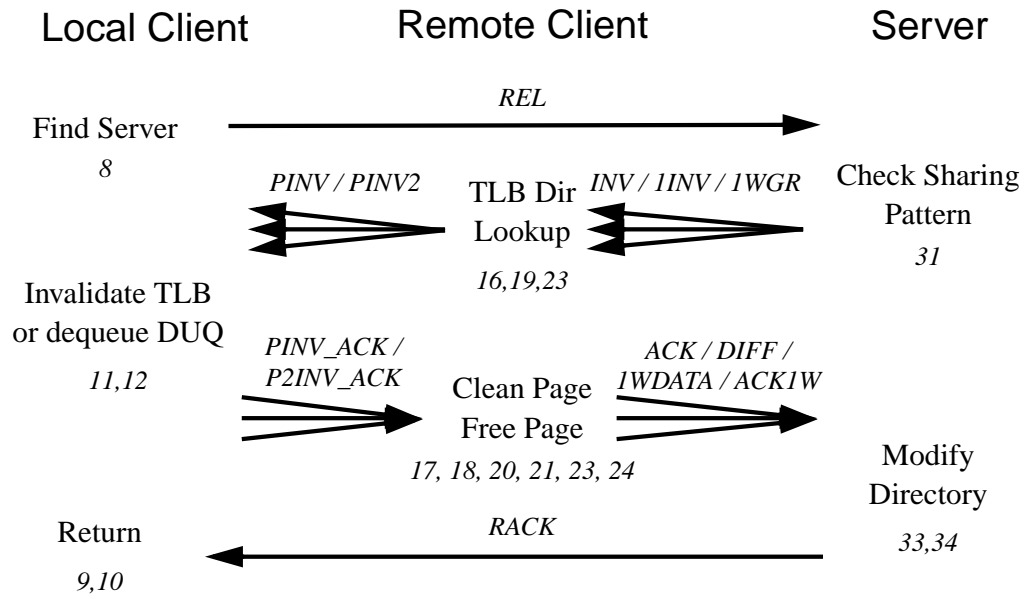 Local Client
Remote Client
Server
REL
Find Server
8
PINV / PINV2
TLB Dir
Lookup
16,19,23
INV / 1INV / 1WGR
Check Sharing
Pattern
31
Invalidate TLB
or dequeue DUQ
11,12
PINV_ACK /
P2INV_ACK
Clean Page
Free Page
17, 18, 20, 21, 23, 24
ACK / DIFF /
1WDATA / ACK1W
Modify
Directory
33,34
RACK
Return
9,10